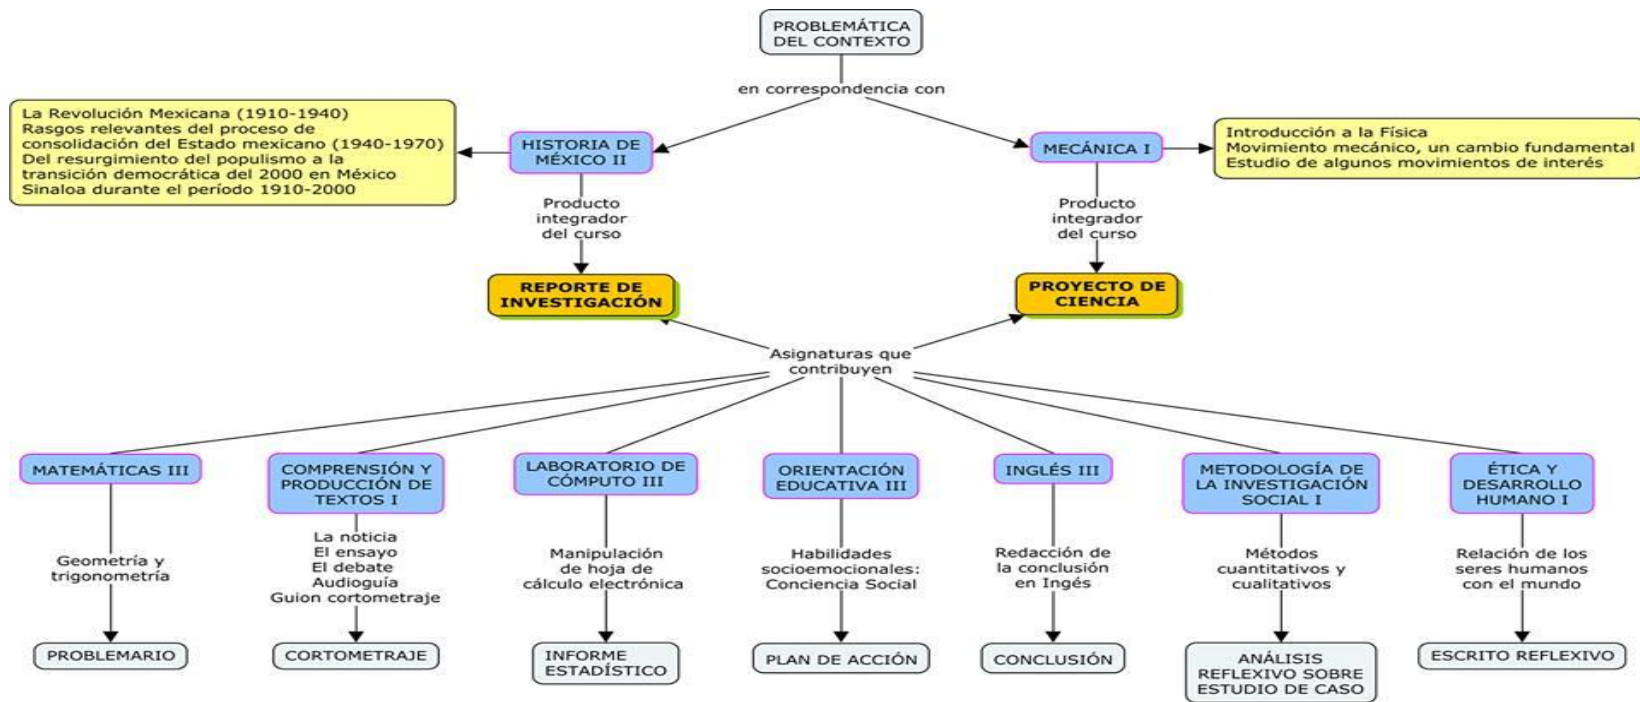 PROBLEMÁTICA
DEL CONTEXTO
en correspondencia con
La Revolución Mexicana (1910-1940)
Rasgos relevantes del proceso de
consolidación del Estado mexicano (1940-1970)
Del resurgimiento del populismo a la
transición democrática del 2000 en México
Sinaloa durante el período 1910-2000
HISTORIA DE
MÉXICO II
MECÁNICA I
Introducción a la Física
Movimiento mecánico, un cambio fundamental
Estudio de algunos movimientos de interés
Producto
integrador
del curso
Producto
integrador
del curso
REPORTE DE
INVESTIGACIÓN
PROYECTO DE
CIENCIA
Asignaturas que
contribuyen
MATEMÁTICAS III
COMPRENSIÓN Y
PRODUCCIÓN DE
TEXTOS I
LABORATORIO DE
CÓMPUTO III
ORIENTACIÓN
EDUCATIVA III
INGLÉS III
METODOLOGÍA DE
LA INVESTIGACIÓN
SOCIAL I
ÉTICA Y
DESARROLLO
HUMANO I
Geometría y
trigonometría
La noticia
El ensayo
El debate
Audioguía
Guion cortometraje
Manipulación
de hoja de
cálculo electrónica
Habilidades
socioemocionales:
Conciencia Social
Redacción de
la conclusión
en Ingés
Métodos
cuantitativos y
cualitativos
Relación de los
seres humanos
con el mundo
PROBLEMARIO
CORTOMETRAJE
INFORME
ESTADÍSTICO
PLAN DE ACCIÓN
CONCLUSIÓN
ANÁLISIS
REFLEXIVO SOBRE
ESTUDIO DE CASO
ESCRITO REFLEXIVO